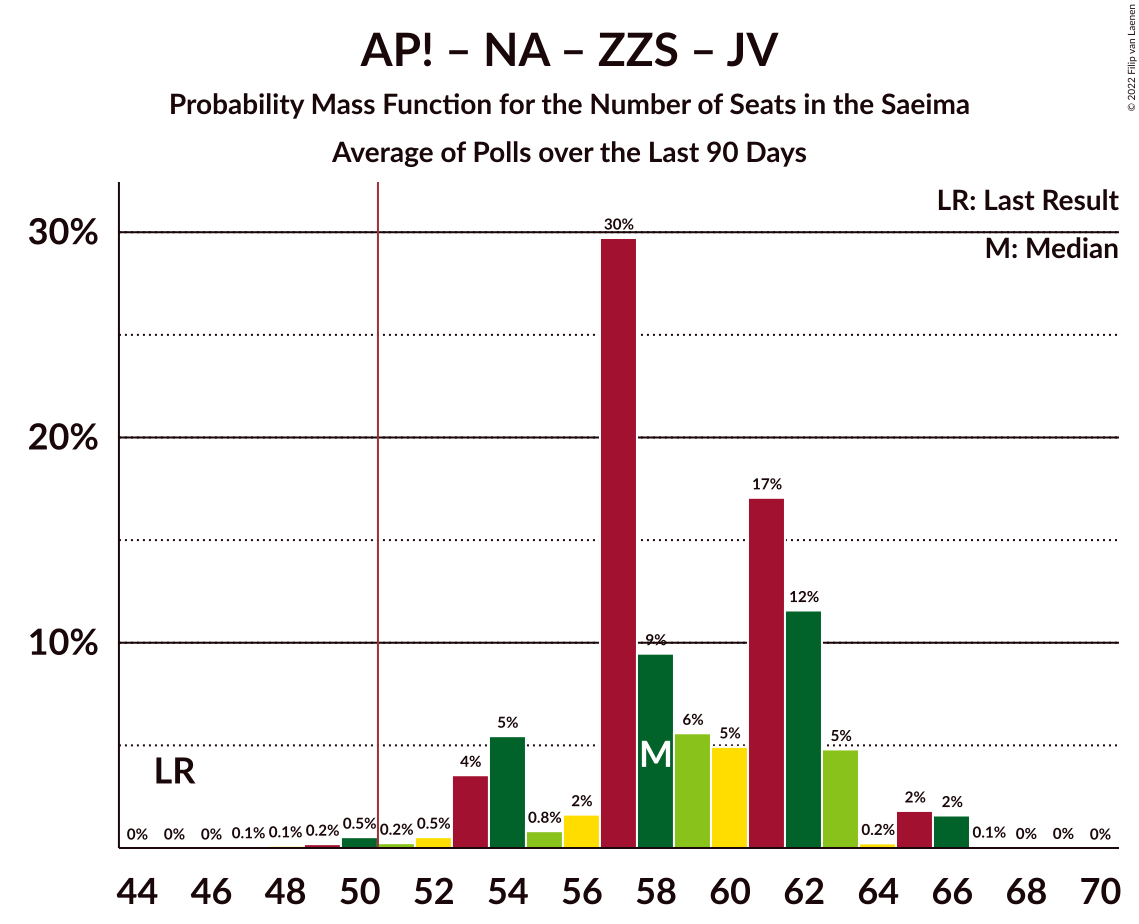 AP! – NA – ZZS – JV
Probability Mass Function for the Number of Seats in the Saeima
Average of Polls over the Last 90 Days
© 2022 Filip van Laenen
LR: Last Result
M: Median
30%
20%
10%
LR
M
0% 0% 0% 0.1% 0.1% 0.2% 0.5% 0.2% 0.5% 4% 5% 0.8% 2% 30% 9% 6% 5% 17% 12% 5% 0.2% 2% 2% 0.1% 0% 0% 0%
44 46 48 50 52 54 56 58 60 62 64 66 68 70